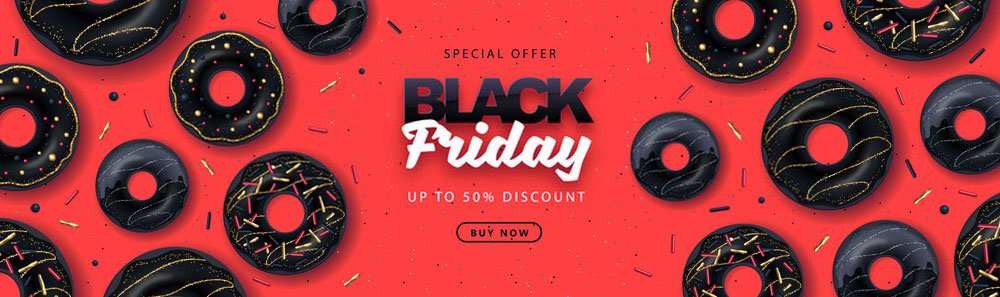 SPECIAL OFFER
BLACK
Friday
UP TO 50% DISCOUNT
BUY NOW